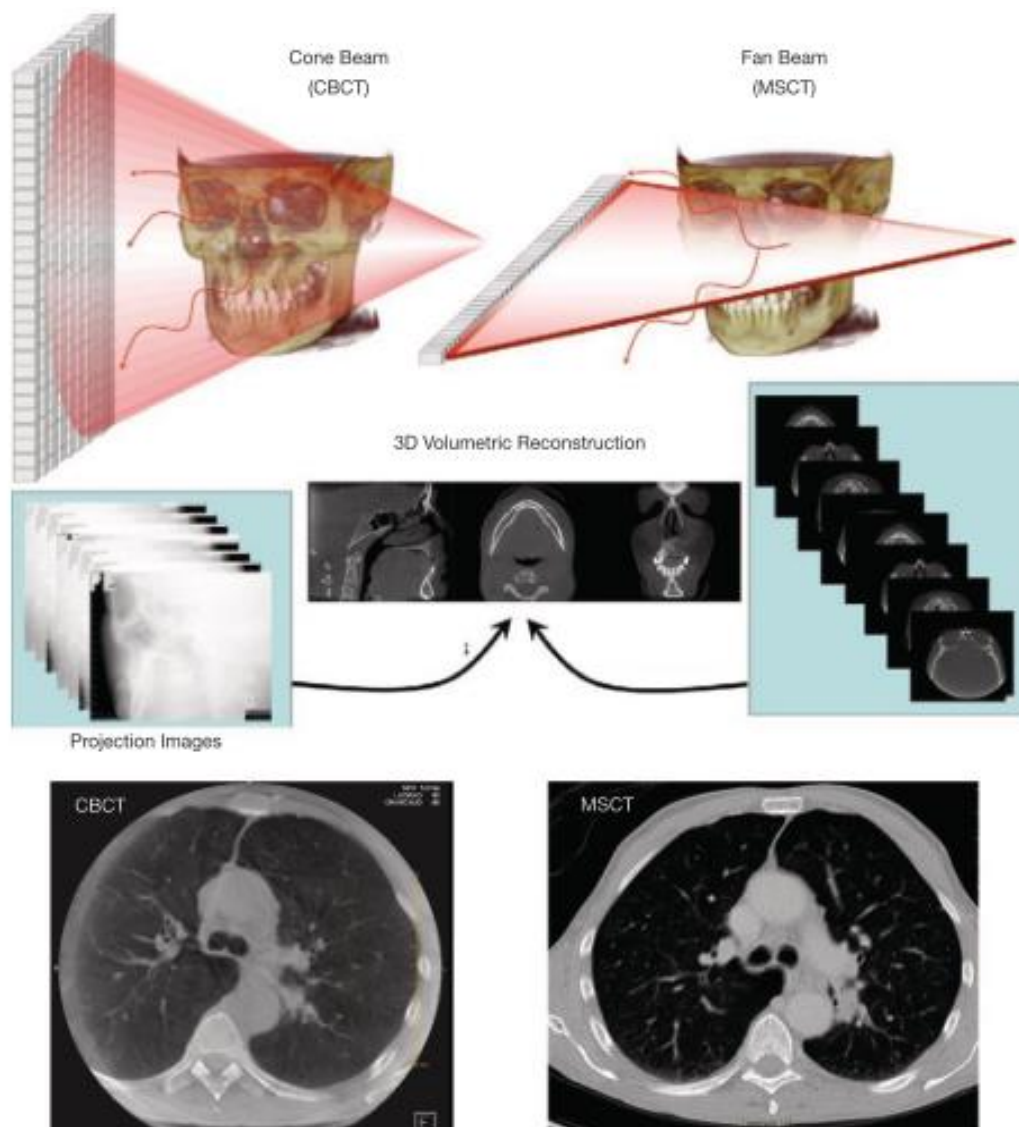 Cone Beam
(CBCT)
Fan Beam
(MSCT)
3D Volumetric Reconstruction
Projection Images
CBCT
MSCT